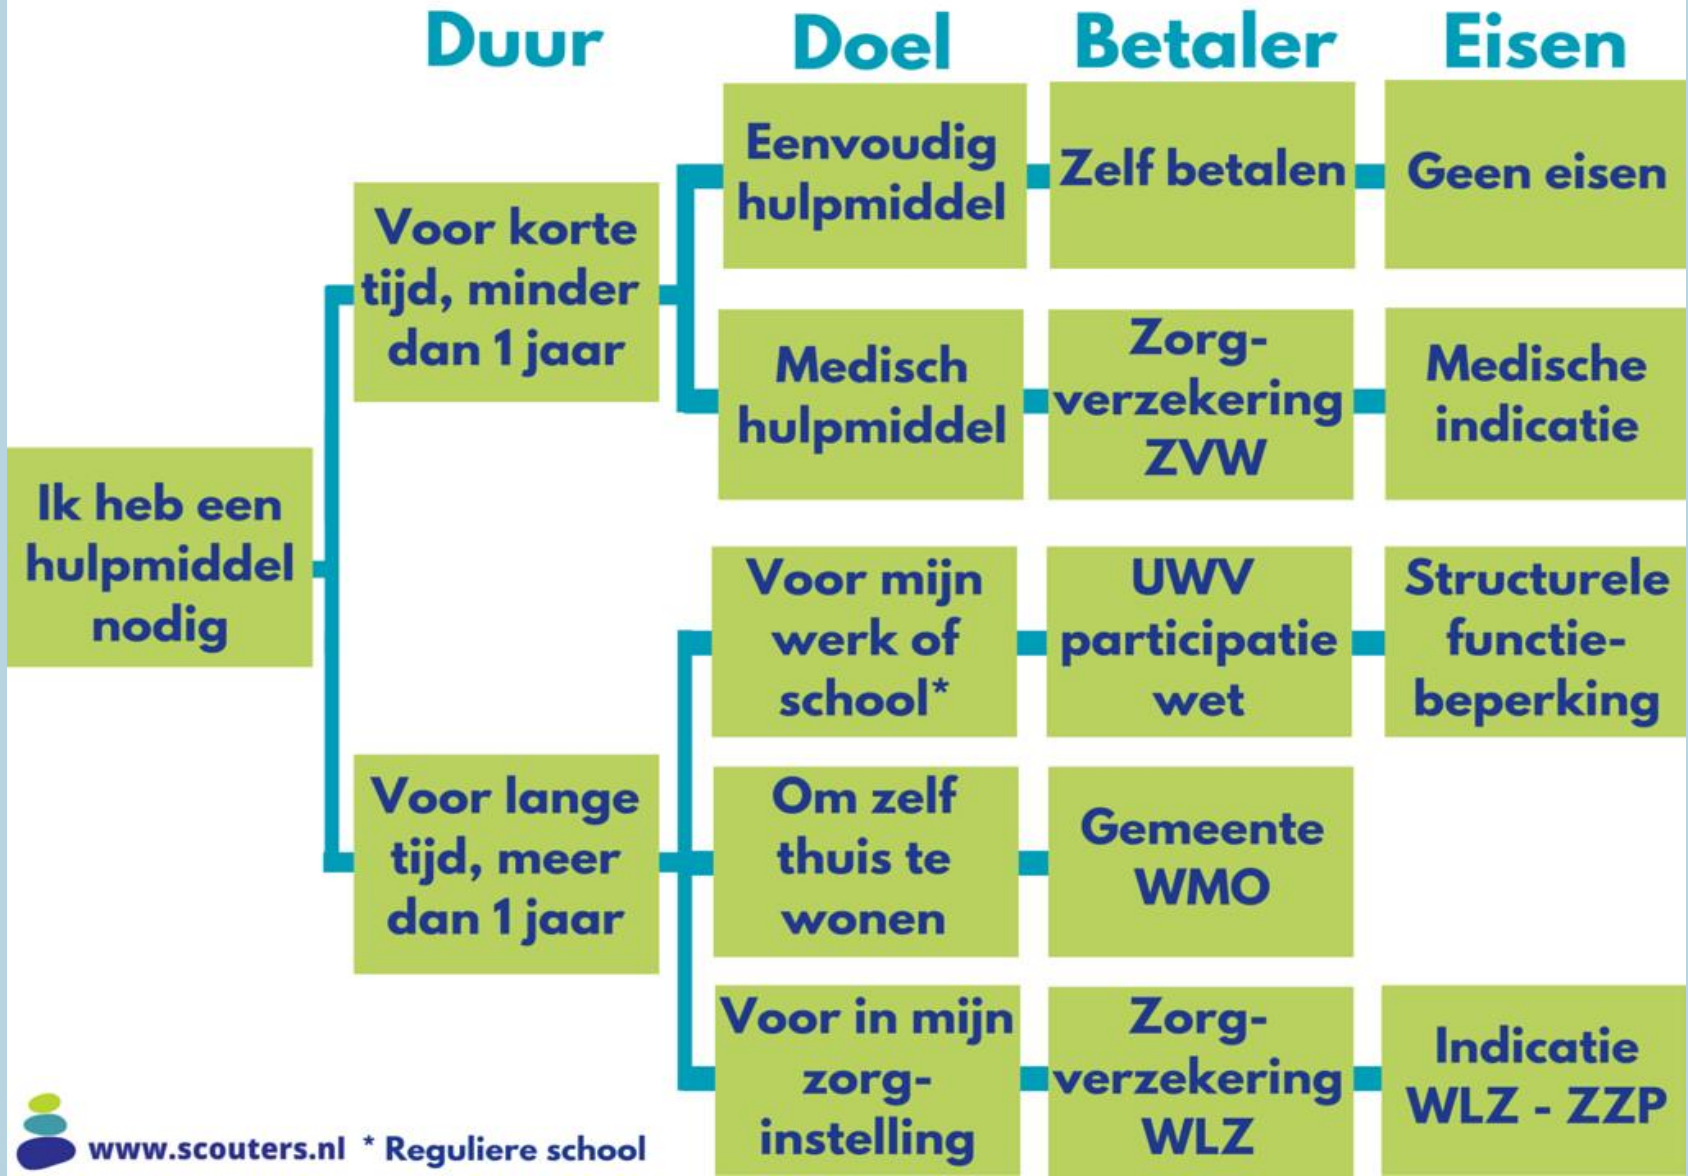 Duur
Doel
Betaler
Eisen
Ik heb een
hulpmiddel
nodig
Voor korte
tijd, minder
dan 1 jaar
Eenvoudig
hulpmiddel
Zelf betalen
Geen eisen
Medisch
hulpmiddel
Zorg-
verzekering
ZVW
Medische
indicatie
Voor lange
tijd, meer
dan 1 jaar
Voor mijn
werk of
school*
UWV
participatie
wet
Structurele
functie-
beperking
Om zelf
thuis te
wonen
Gemeente
WMO
Voor in mijn
zorg-
instelling
Zorg-
verzekering
WLZ
Indicatie
WLZ - ZZP
www.scouters.nl
* Reguliere school